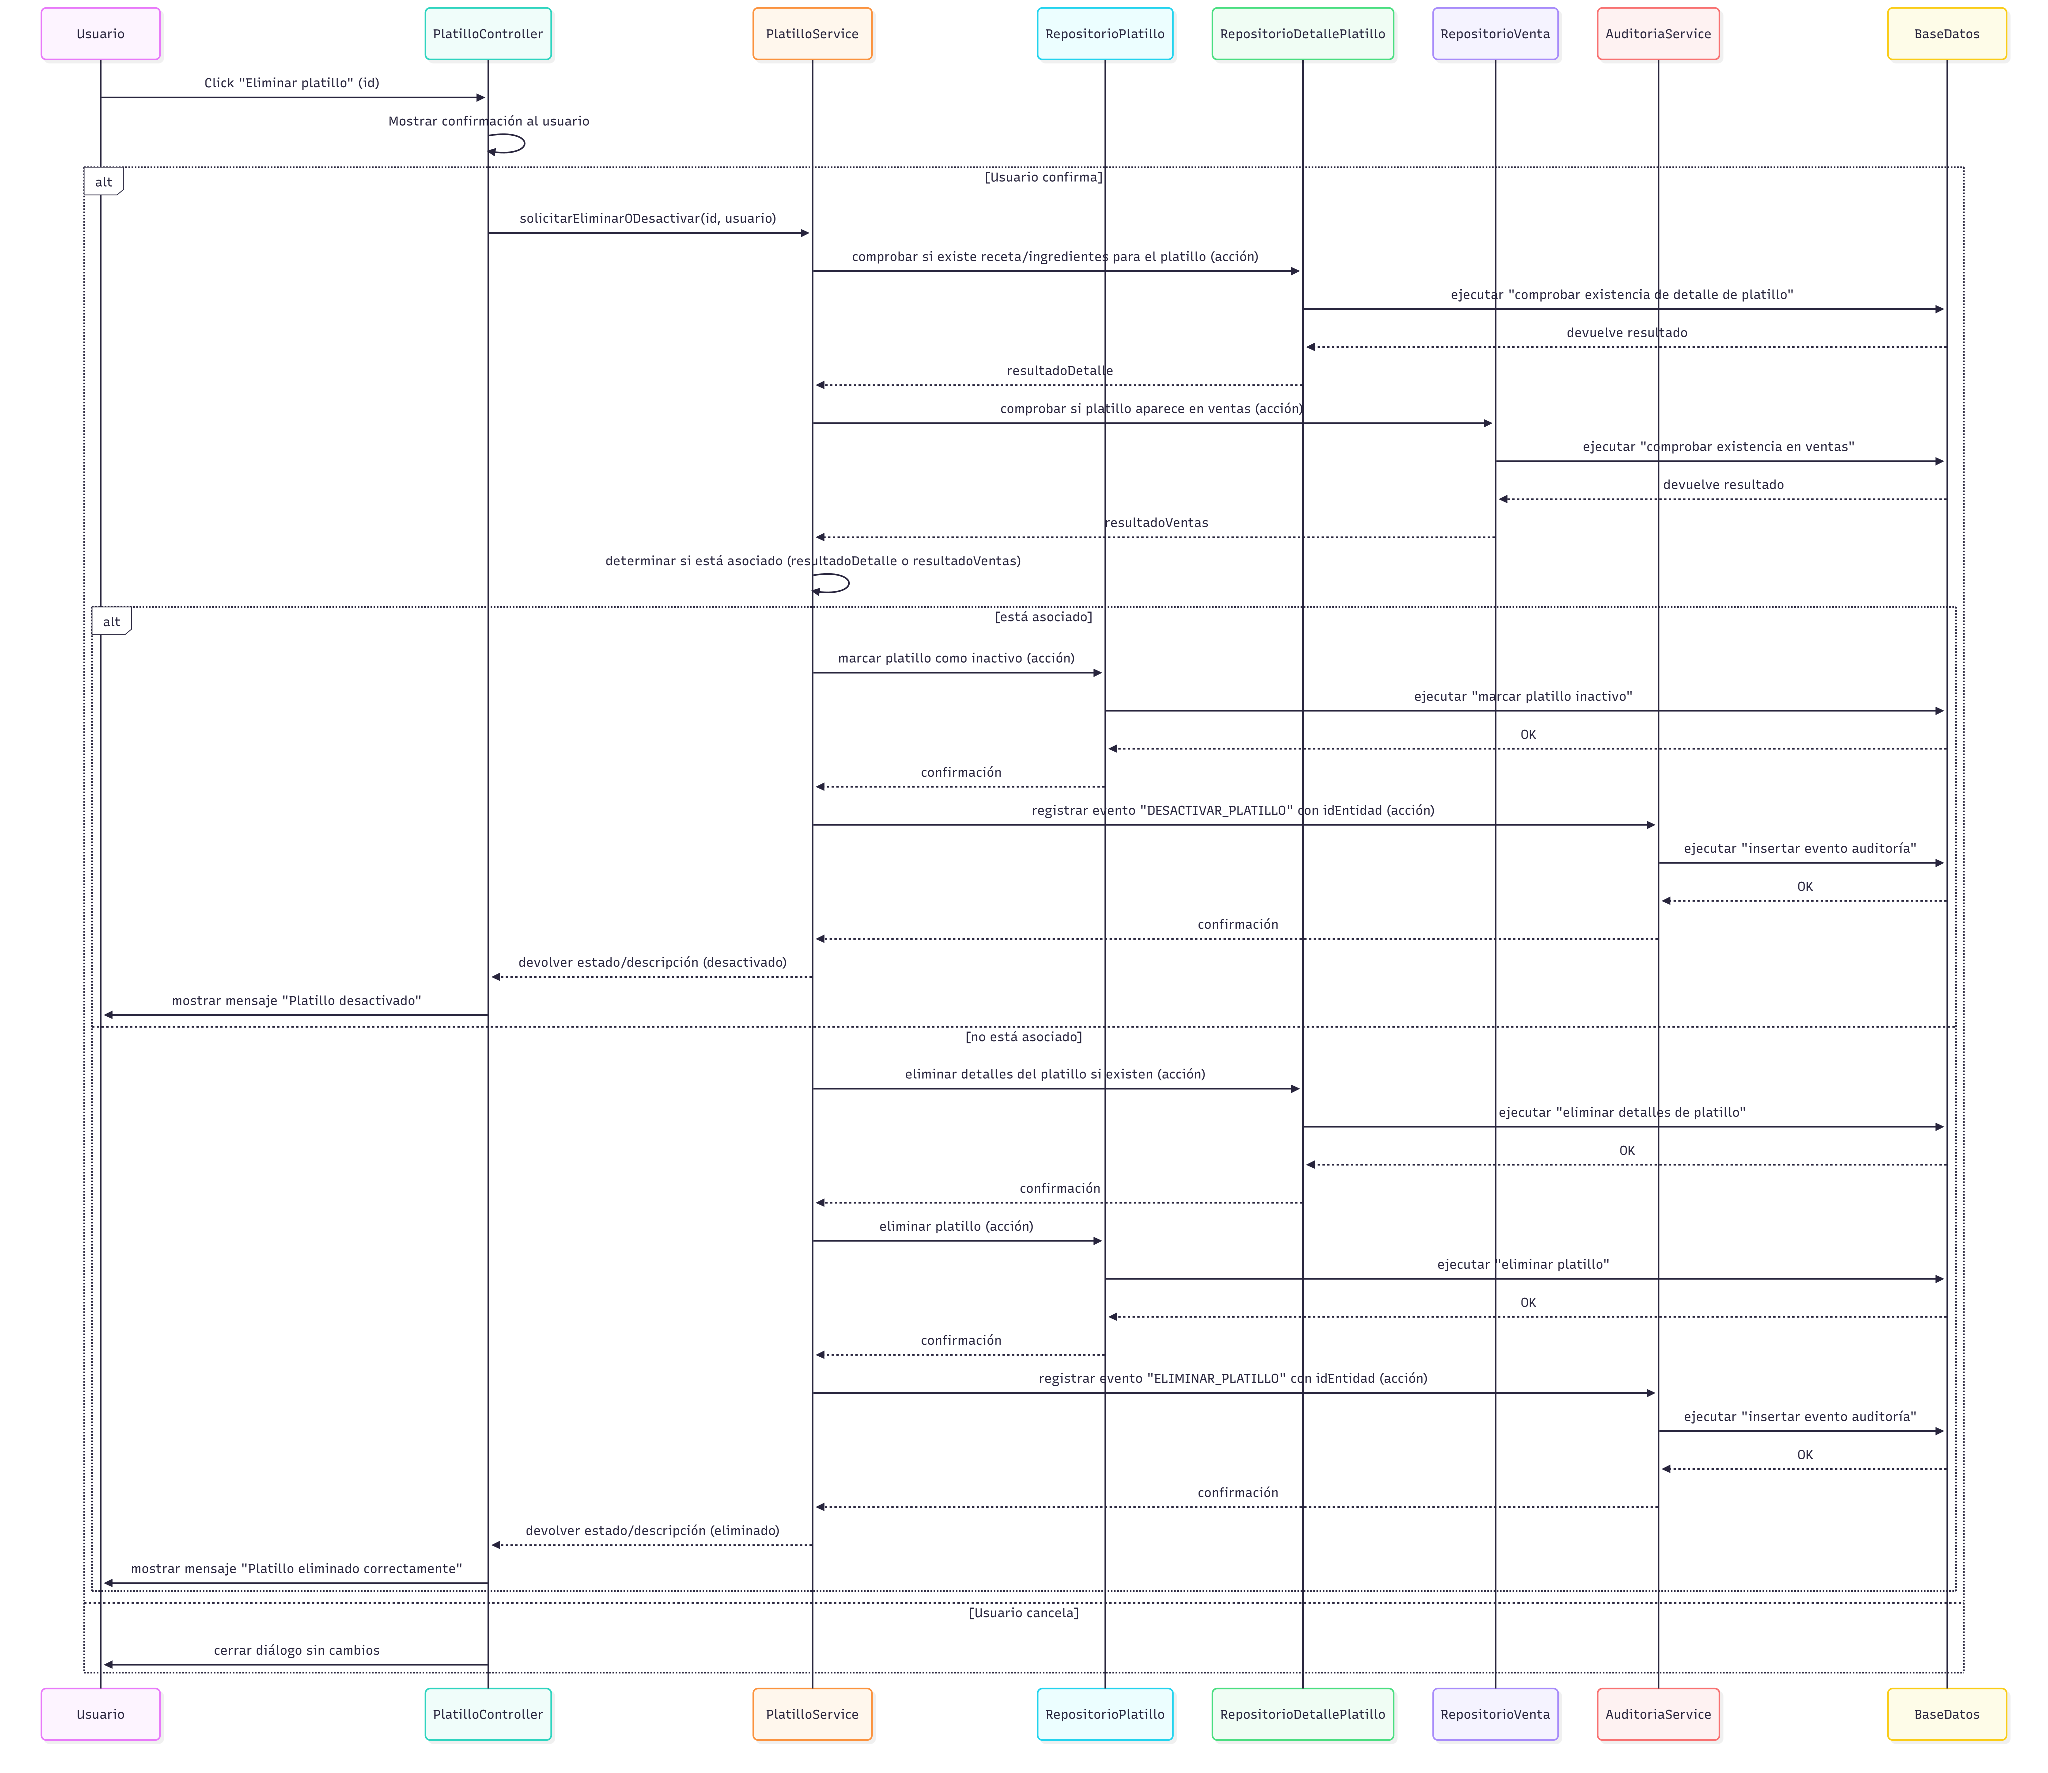 Usuario
PlatilloController
PlatilloService
RepositorioPlatillo
RepositorioDetallePlatillo
RepositorioVenta
AuditoriaService
BaseDatos
Click "Eliminar platillo" (id)
Mostrar confirmación al usuario
alt
[Usuario confirma]
solicitarEliminarODesactivar(id, usuario)
comprobar si existe receta/ingredientes para el platillo (acción)
ejecutar "comprobar existencia de detalle de platillo"
devuelve resultado
resultadoDetalle
comprobar si platillo aparece en ventas (acción)
ejecutar "comprobar existencia en ventas"
devuelve resultado
resultadoVentas
determinar si está asociado (resultadoDetalle o resultadoVentas)
alt
[está asociado]
marcar platillo como inactivo (acción)
ejecutar "marcar platillo inactivo"
OK
confirmación
registrar evento "DESACTIVAR_PLATILLO" con idEntidad (acción)
ejecutar "insertar evento auditoría"
OK
confirmación
devolver estado/descripción (desactivado)
mostrar mensaje "Platillo desactivado"
[no está asociado]
eliminar detalles del platillo si existen (acción)
ejecutar "eliminar detalles de platillo"
OK
confirmación
eliminar platillo (acción)
ejecutar "eliminar platillo"
OK
confirmación
registrar evento "ELIMINAR_PLATILLO" con idEntidad (acción)
ejecutar "insertar evento auditoría"
OK
confirmación
devolver estado/descripción (eliminado)
mostrar mensaje "Platillo eliminado correctamente"
[Usuario cancela]
cerrar diálogo sin cambios
Usuario
PlatilloController
PlatilloService
RepositorioPlatillo
RepositorioDetallePlatillo
RepositorioVenta
AuditoriaService
BaseDatos